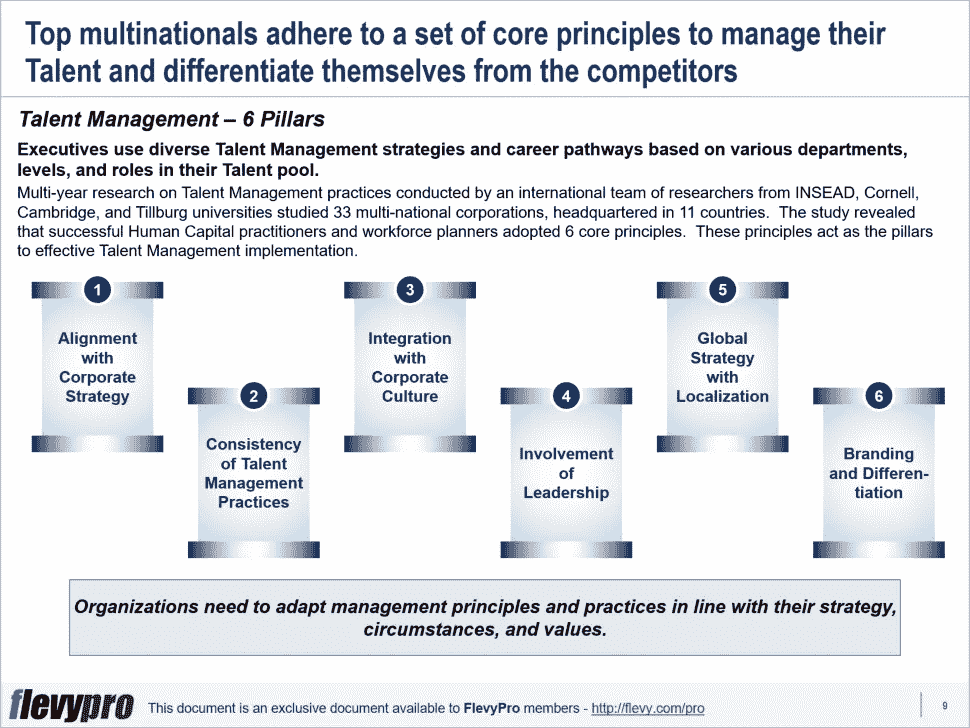 Top multinationals adhere to a set of core principles to manage their
Talent and differentiate themselves from the competitors
Talent Management – 6 Pillars
Executives use diverse Talent Management strategies and career pathways based on various departments,
levels, and roles in their Talent pool.
Multi-year research on Talent Management practices conducted by an international team of researchers from INSEAD, Cornell,
Cambridge, and Tillburg universities studied 33 multi-national corporations, headquartered in 11 countries.  The study revealed
that successful Human Capital practitioners and workforce planners adopted 6 core principles.  These principles act as the pillars
to effective Talent Management implementation.
1
Alignment
with
Corporate
Strategy
2
Consistency
of Talent
Management
Practices
3
Integration
with
Corporate
Culture
4
Involvement
of
Leadership
5
Global
Strategy
with
Localization
6
Branding
and Differen-
tiation
Organizations need to adapt management principles and practices in line with their strategy,
circumstances, and values.
flevypro
This document is an exclusive document available to FlevyPro members - http://flevy.com/pro
9